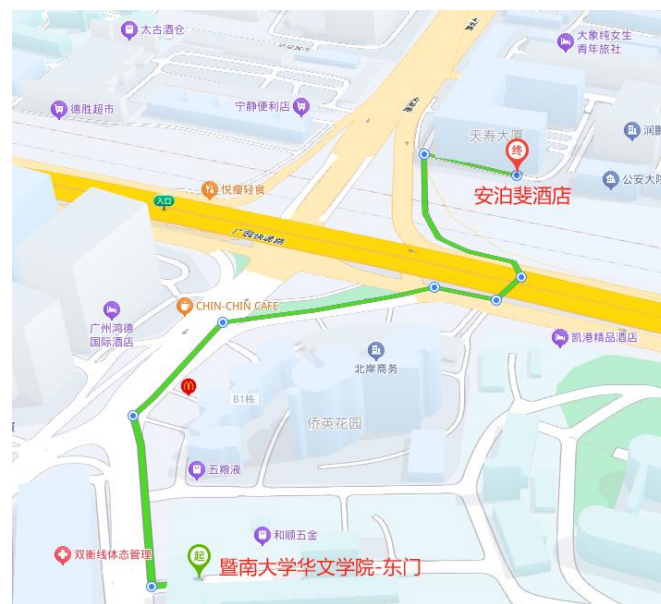 太古酒仓
大象纯女生
青年旅社
德胜超市
宁静便利店
天寿大厦
润鹏
终
公安大院
安泊斐酒店
悦瘦轻食
入口
广园快速路
CHIN-CHIN CAFE
广州鸿德
国际酒店
凯港精品酒店
北岸商务
B1栋
侨英花园
五粮液
和顺五金
双衡线体态管理
起
暨南大学华文学院-东门